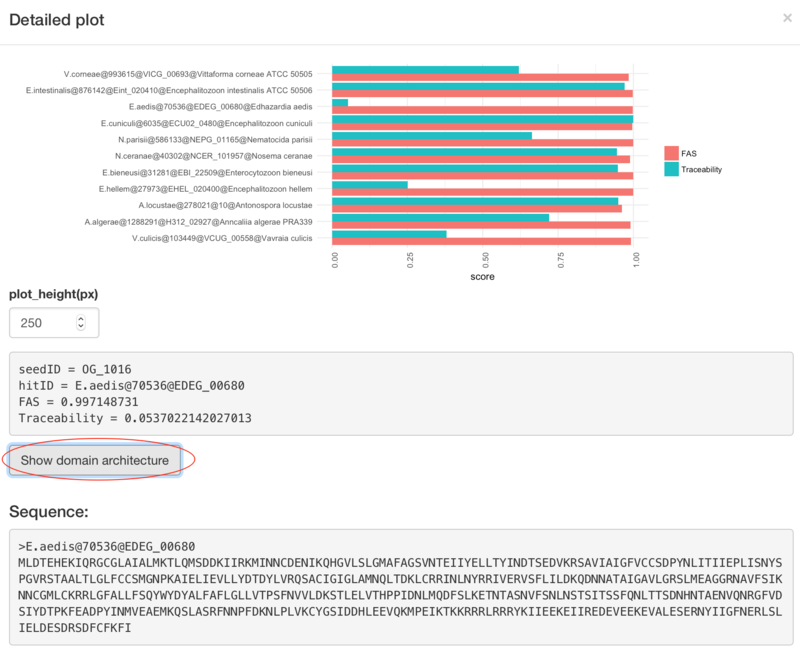 Detailed plot
×
V.corneae@993615@VICG_00693@Vittaforma corneae ATCC 50505
E.intestinalis@876142@Eint_020410@Encephalitozoon intestinalis ATCC 50506
E.aedis@70536@EDEG_00680@Edhazardia aedis
E.cuniculi@6035@ECU02_0480@Encephalitozoon cuniculi
N.parisii@586133@NEPG_01165@Nematocida parisii
N.ceranae@40302@NCER_101957@Nosema ceranae
E.bieneusi@31281@EBI_22509@Enterocytozoon bieneusi
E.hellem@27973@EHEL_020400@Encephalitozoon hellem
A.locustae@278021@10@Antonospora locustae
A.algerae@1288291@H312_02927@Anncaliia algerae PRA339
V.culicis@103449@VCUG_00558@Vavraia culicis
FAS
Traceability
0.00 0.25 0.50 0.75 1.00
score
plot_height(px)
250
seedID = OG_1016
hitID = E.aedis@70536@EDEG_00680
FAS = 0.997148731
Traceability = 0.0537022142027013
Show domain architecture
Sequence:
>E.aedis@70536@EDEG_00680
MLDTEHEKIQRGCGLAIALMKTLQMSDDKIIRKMINNCDENIKQHGVLSLGMAFAGSVNTEIIYELLTYINDTSEDVKRSAVIAIGFVCCSDPYNLITIIEPLISNYS
PGVRSTAALTLGLFCCSMGNPKAIELIEVLLYDTDYLVRQSACIGIGLAMNQLTDKLCRRINLNYRRIVERVSFLILDKQDNNATAIGAVLGRSLMEAGGRNAVFSIK
NNCGMLCKRRLGFALLFSQYWYDYALFAFLGLLVTPSFNVVLDKSTLELVTHPPIDNLMQDFSLKETNTASNVFSNLNSTSITSSFQNLTTSDNHNTAENVQNRGFVD
SIYDTPKFEADPYINMVEAEMKQSLASRFNNPFDKNLPLVKCYGSIDDHLEEVQKMPEIKTKKRRRLRRRYKIIEEKEIIREDEVEEKEVALESERNYIIGFNERLSL
IELDESDRSDFCFKFI